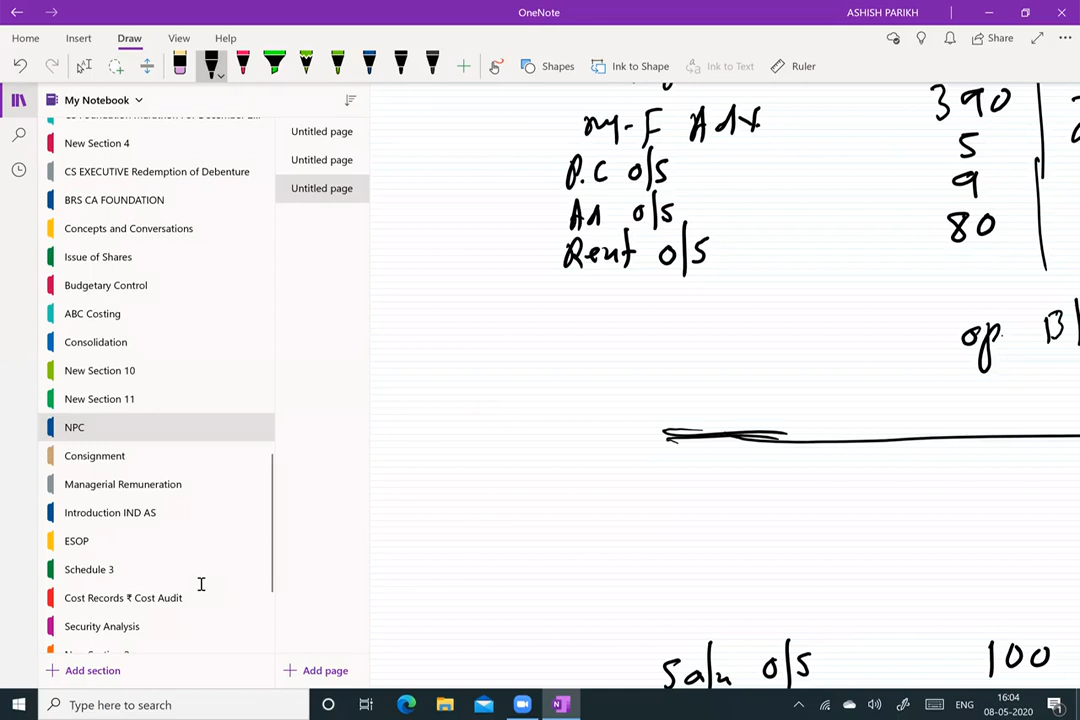 OneNote
ASHISH PARIKH
Home Insert Draw View Help
Share
Shapes
Ink to Shape
Ink to Text
Ruler
My Notebook
New Section 4
CS EXECUTIVE Redemption of Debenture
BRS CA FOUNDATION
Concepts and Conversations
Issue of Shares
Budgetary Control
ABC Costing
Consolidation
New Section 10
New Section 11
NPC
Consignment
Managerial Remuneration
Introduction IND AS
ESOP
Schedule 3
Cost Records ₹ Cost Audit
Security Analysis
Add section
Untitled page
Untitled page
Untitled page
Add page
390
Adx
5
P.C o/s
9
Ad o/s
80
Rent o/s
op B/
Saln o/s 100
Type here to search
ENG
16:04
08-05-2020
1